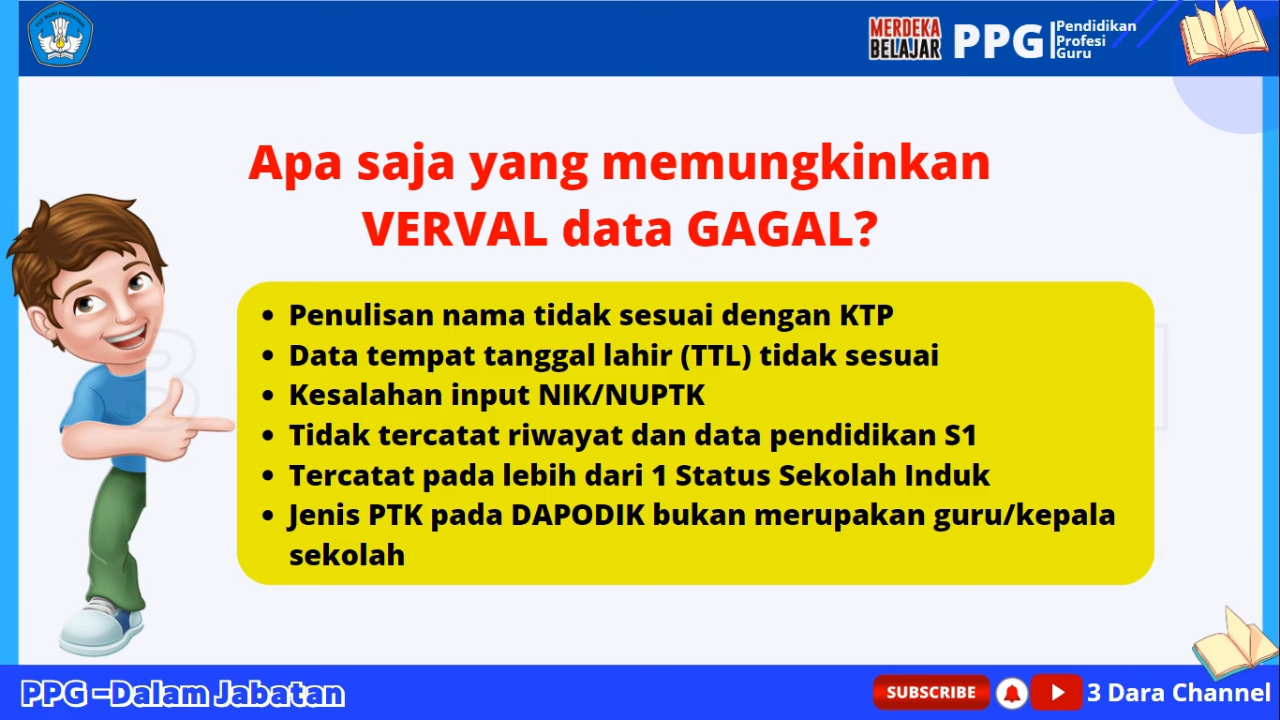 MERDEKA
BELAJAR
PPG
Pendidikan
Profesi
Guru
Apa saja yang memungkinkan
VERVAL data GAGAL?
• Penulisan nama tidak sesuai dengan KTP
• Data tempat tanggal lahir (TTL) tidak sesuai
• Kesalahan input NIK/NUPTK
• Tidak tercatat riwayat dan data pendidikan S1
• Tercatat pada lebih dari 1 Status Sekolah Induk
• Jenis PTK pada DAPODIK bukan merupakan guru/kepala
sekolah
PPG –Dalam Jabatan
SUBSCRIBE
3 Dara Channel